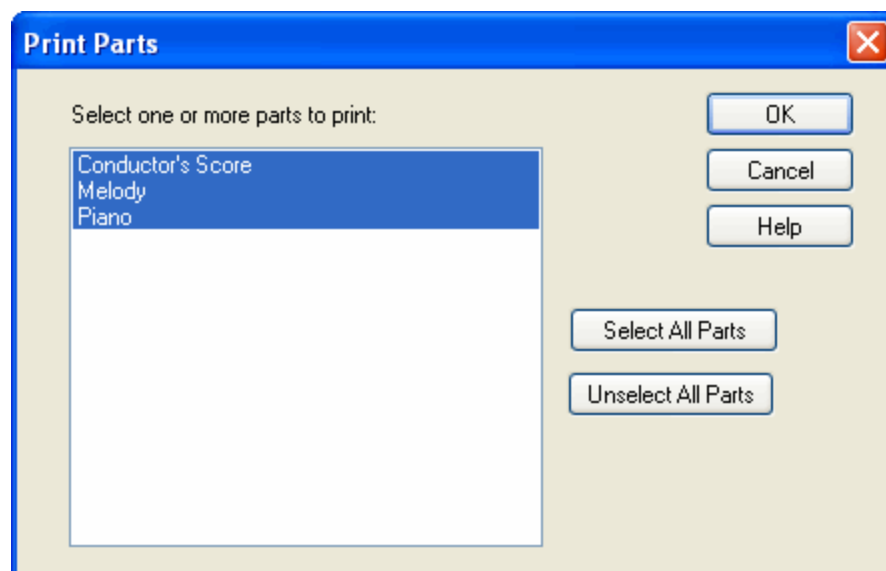 Print Parts
Select one or more parts to print:
Conductor's Score
Melody
Piano
OK
Cancel
Help
Select All Parts
Unselect All Parts